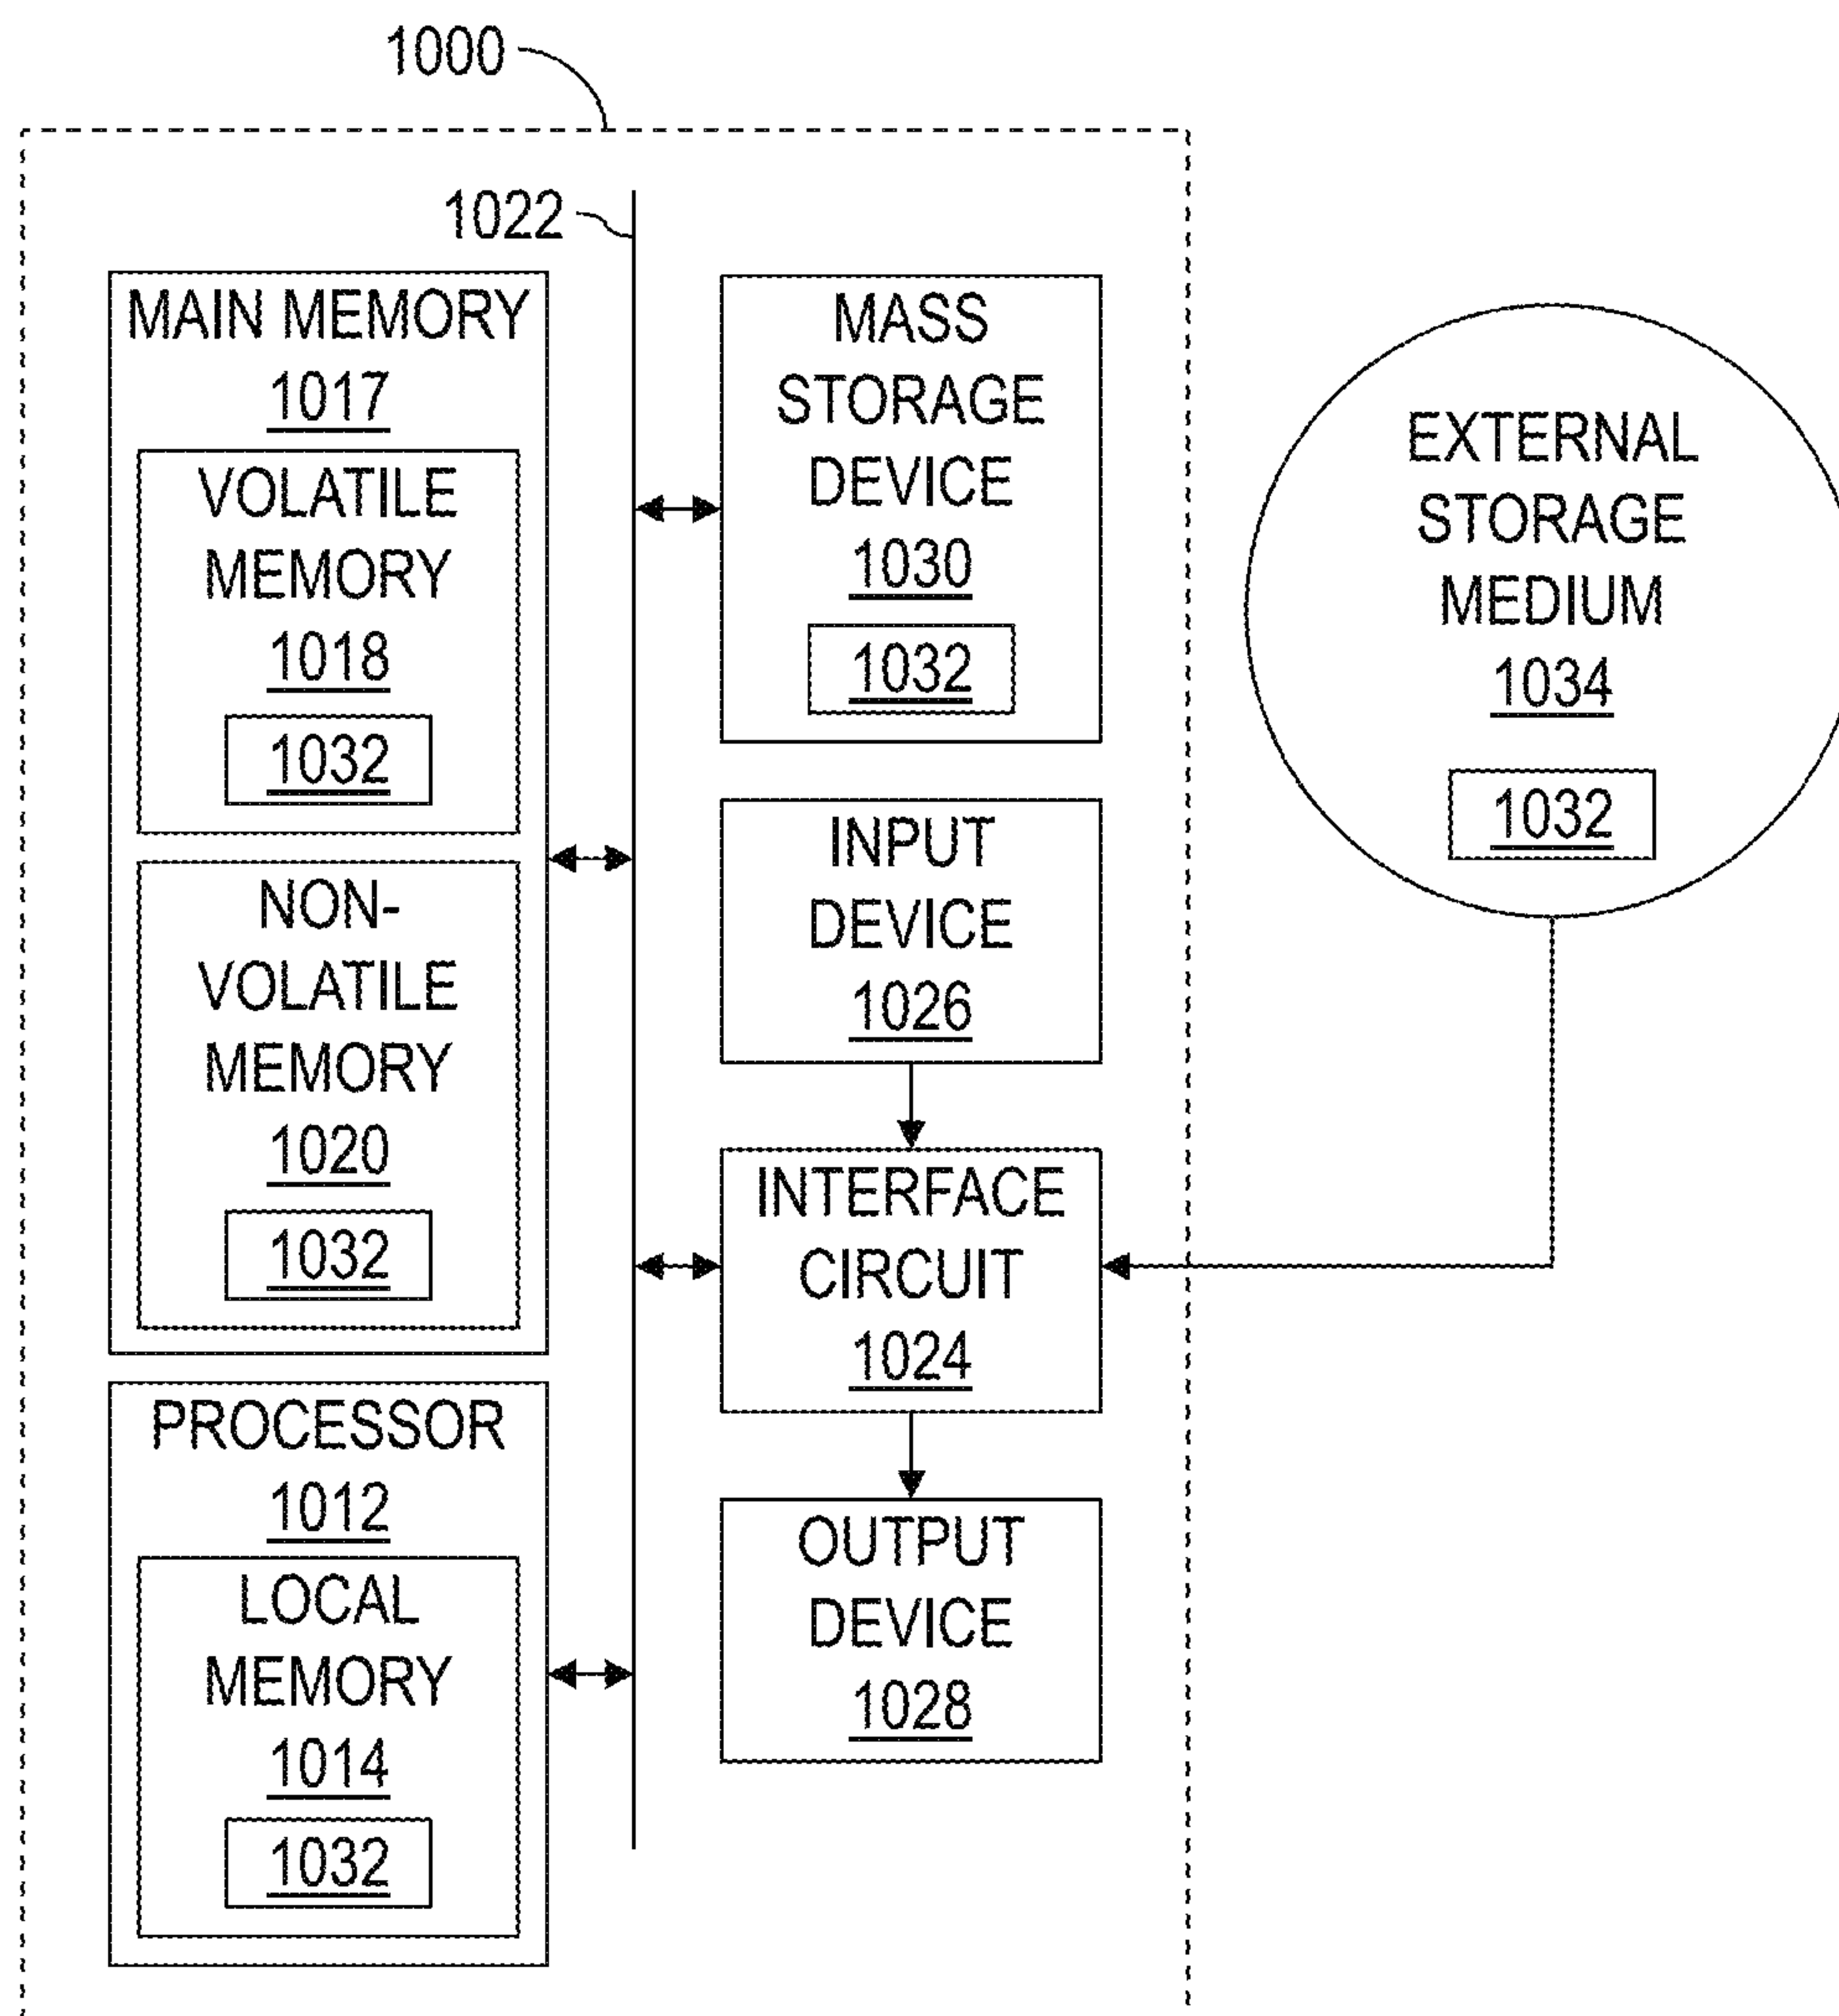 1000
1022
MAIN MEMORY
1017
VOLATILE
MEMORY
1018
1032
NON-
VOLATILE
MEMORY
1020
1032
PROCESSOR
1012
LOCAL
MEMORY
1014
1032
MASS
STORAGE
DEVICE
1030
1032
INPUT
DEVICE
1026
INTERFACE
CIRCUIT
1024
OUTPUT
DEVICE
1028
EXTERNAL
STORAGE
MEDIUM
1034
1032